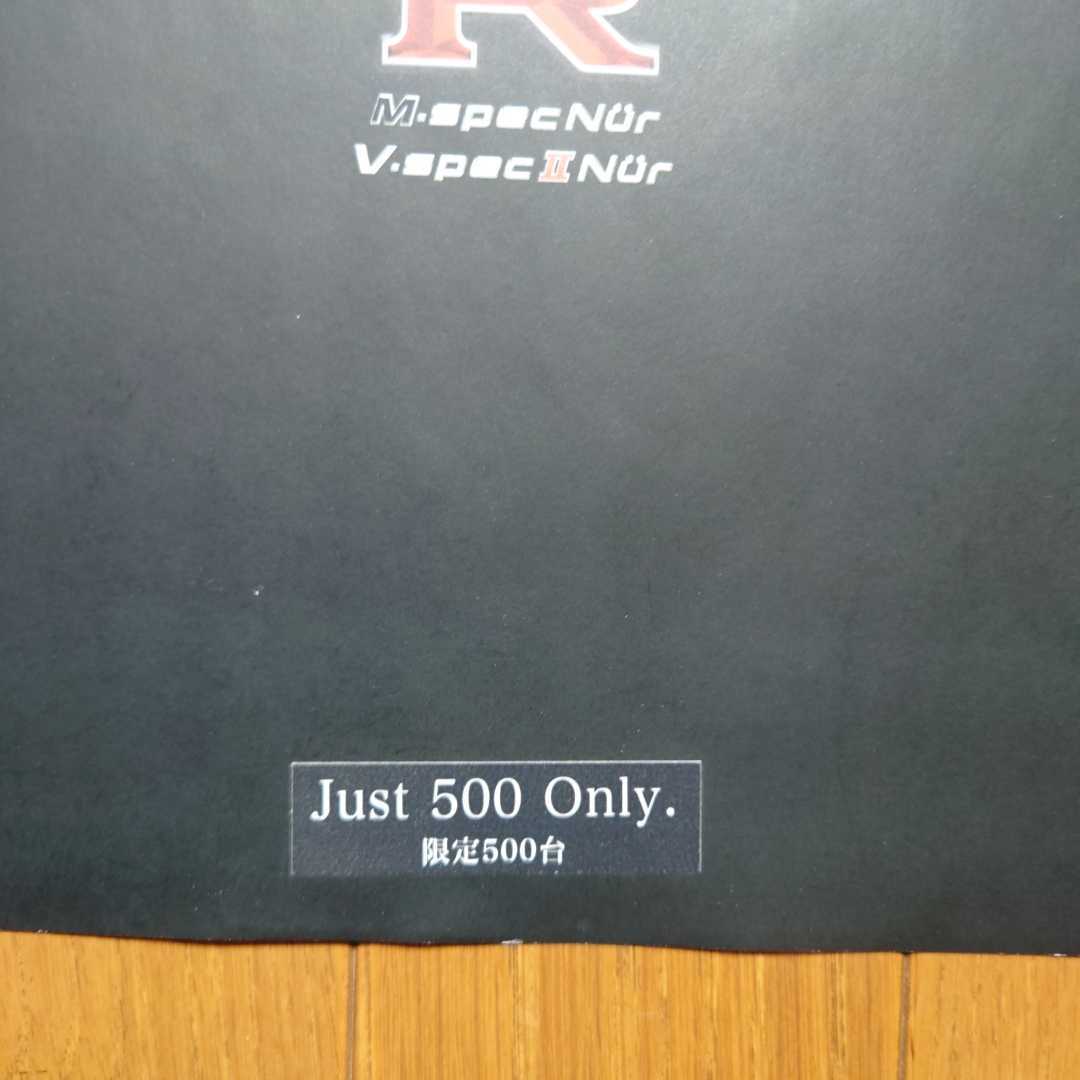 R
M·spec Nür
V·spec II Nür
Just 500 Only.
限定500台